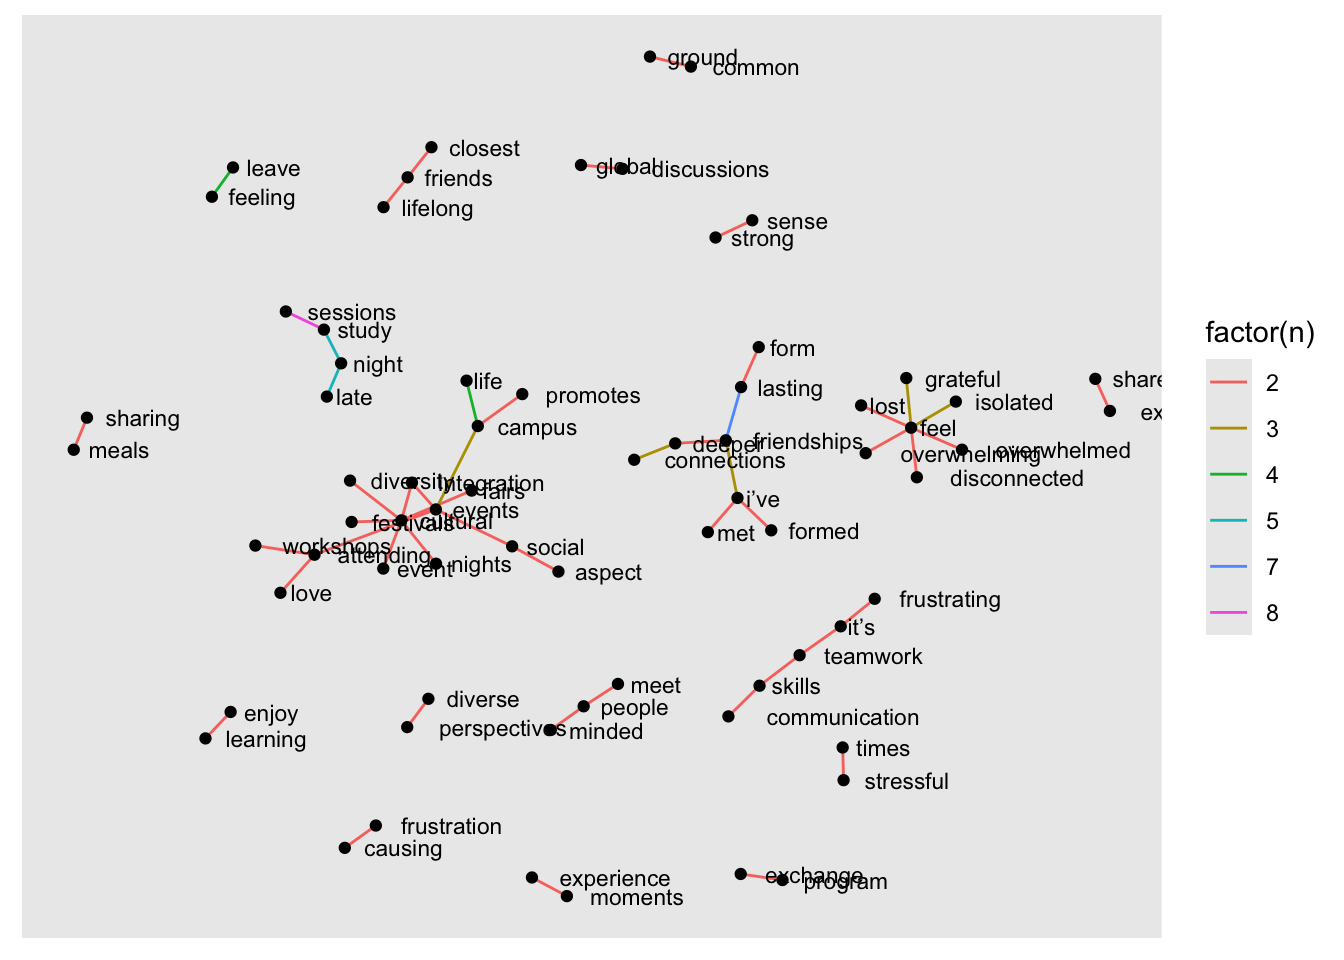 ground
common
closest
leave
friends
feeling
lifelong
global
discussions
sense
strong
sessions
study
night
late
form
lasting
life
promotes
campus
sharing
meals
grateful
isolated
lost
feel
share
ex
deeper
friendships
connections
overwhelming
overwhelmed
disconnected
i've
met
formed
diversity
integration
fairs
events
festivals
cultural
workshops
attending
event
nights
social
aspect
love
frustrating
it's
teamwork
skills
communication
meet
people
minded
diverse
perspectives
enjoy
learning
times
stressful
frustration
causing
experience
moments
exchange
program
factor(n)
2
3
4
5
7
8